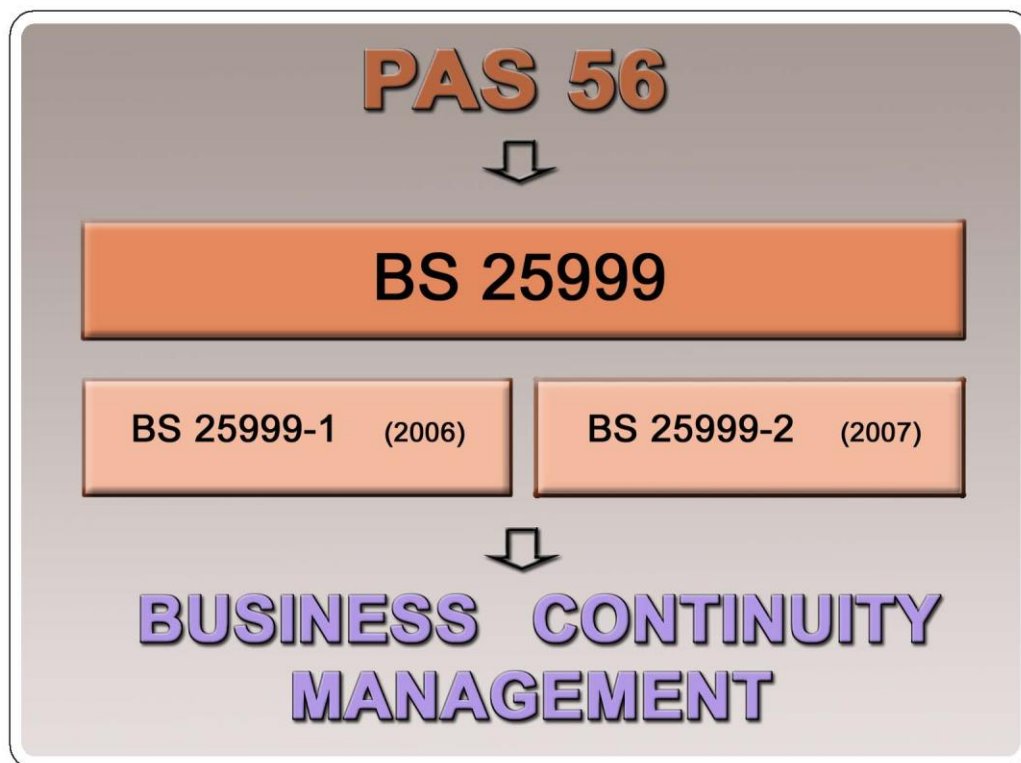 PAS 56
BS 25999
BS 25999-1 (2006)
BS 25999-2 (2007)
BUSINESS CONTINUITY
MANAGEMENT